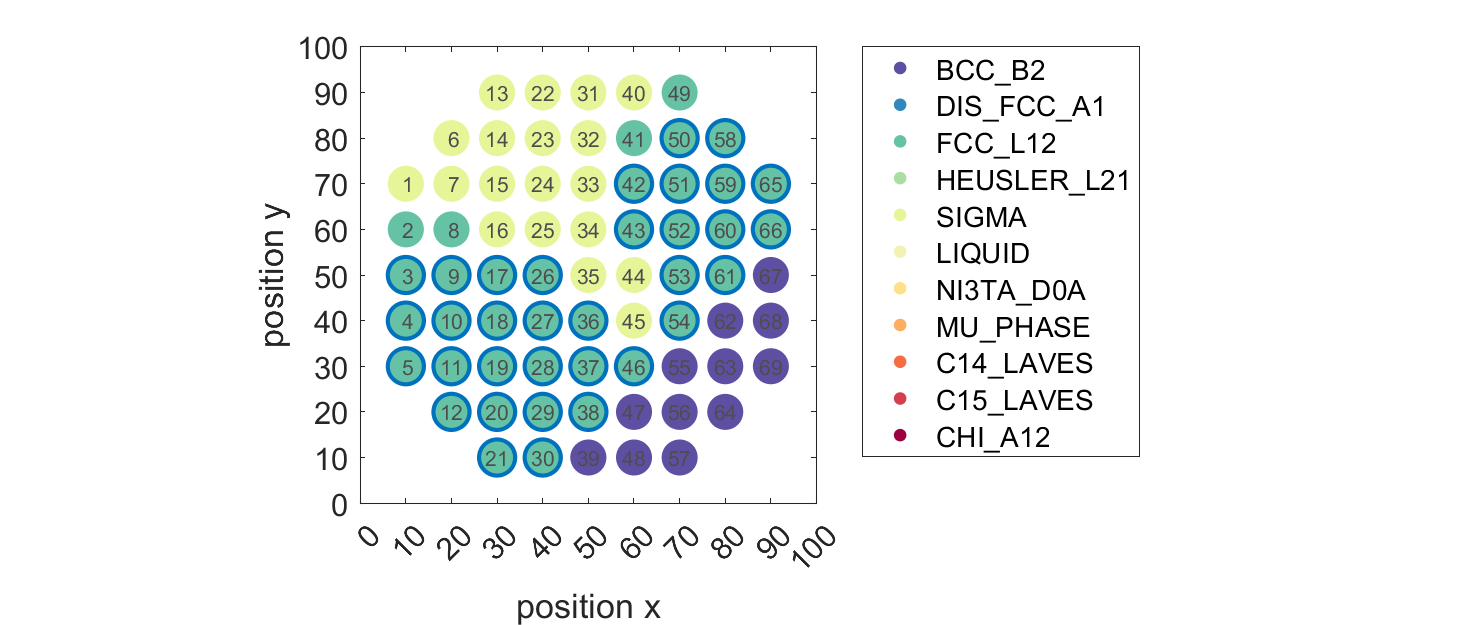 100
90
80
70
60
50
40
30
20
10
0
position y
13 22 31 40 49
6 14 23 32 41 50 58
1 7 15 24 33 42 51 59 65
2 8 16 25 34 43 52 60 66
3 9 17 26 35 44 53 61 67
4 10 18 27 36 45 54 62 68
5 11 19 28 37 46 55 63 69
12 20 29 38 47 56 64
21 30 39 48 57
0 10 20 30 40 50 60 70 80 90 100
position x
BCC_B2
DIS_FCC_A1
FCC_L12
HEUSLER_L21
SIGMA
LIQUID
NI3TA_D0A
MU_PHASE
C14_LAVES
C15_LAVES
CHI_A12